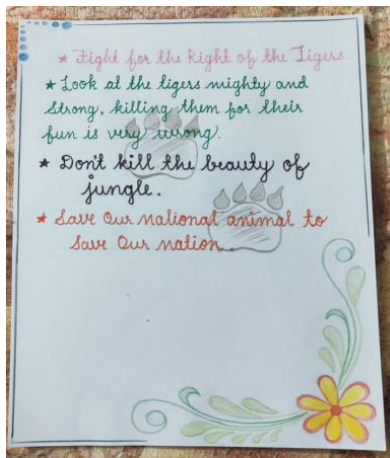 ★ Fight for the Right of the Tigers.
★ Look at the tigers mighty and
strong, killing them for their
fun is very wrong.
★ Don't kill the beauty of
jungle.
★ Save Our national animal to
Save Our nation.